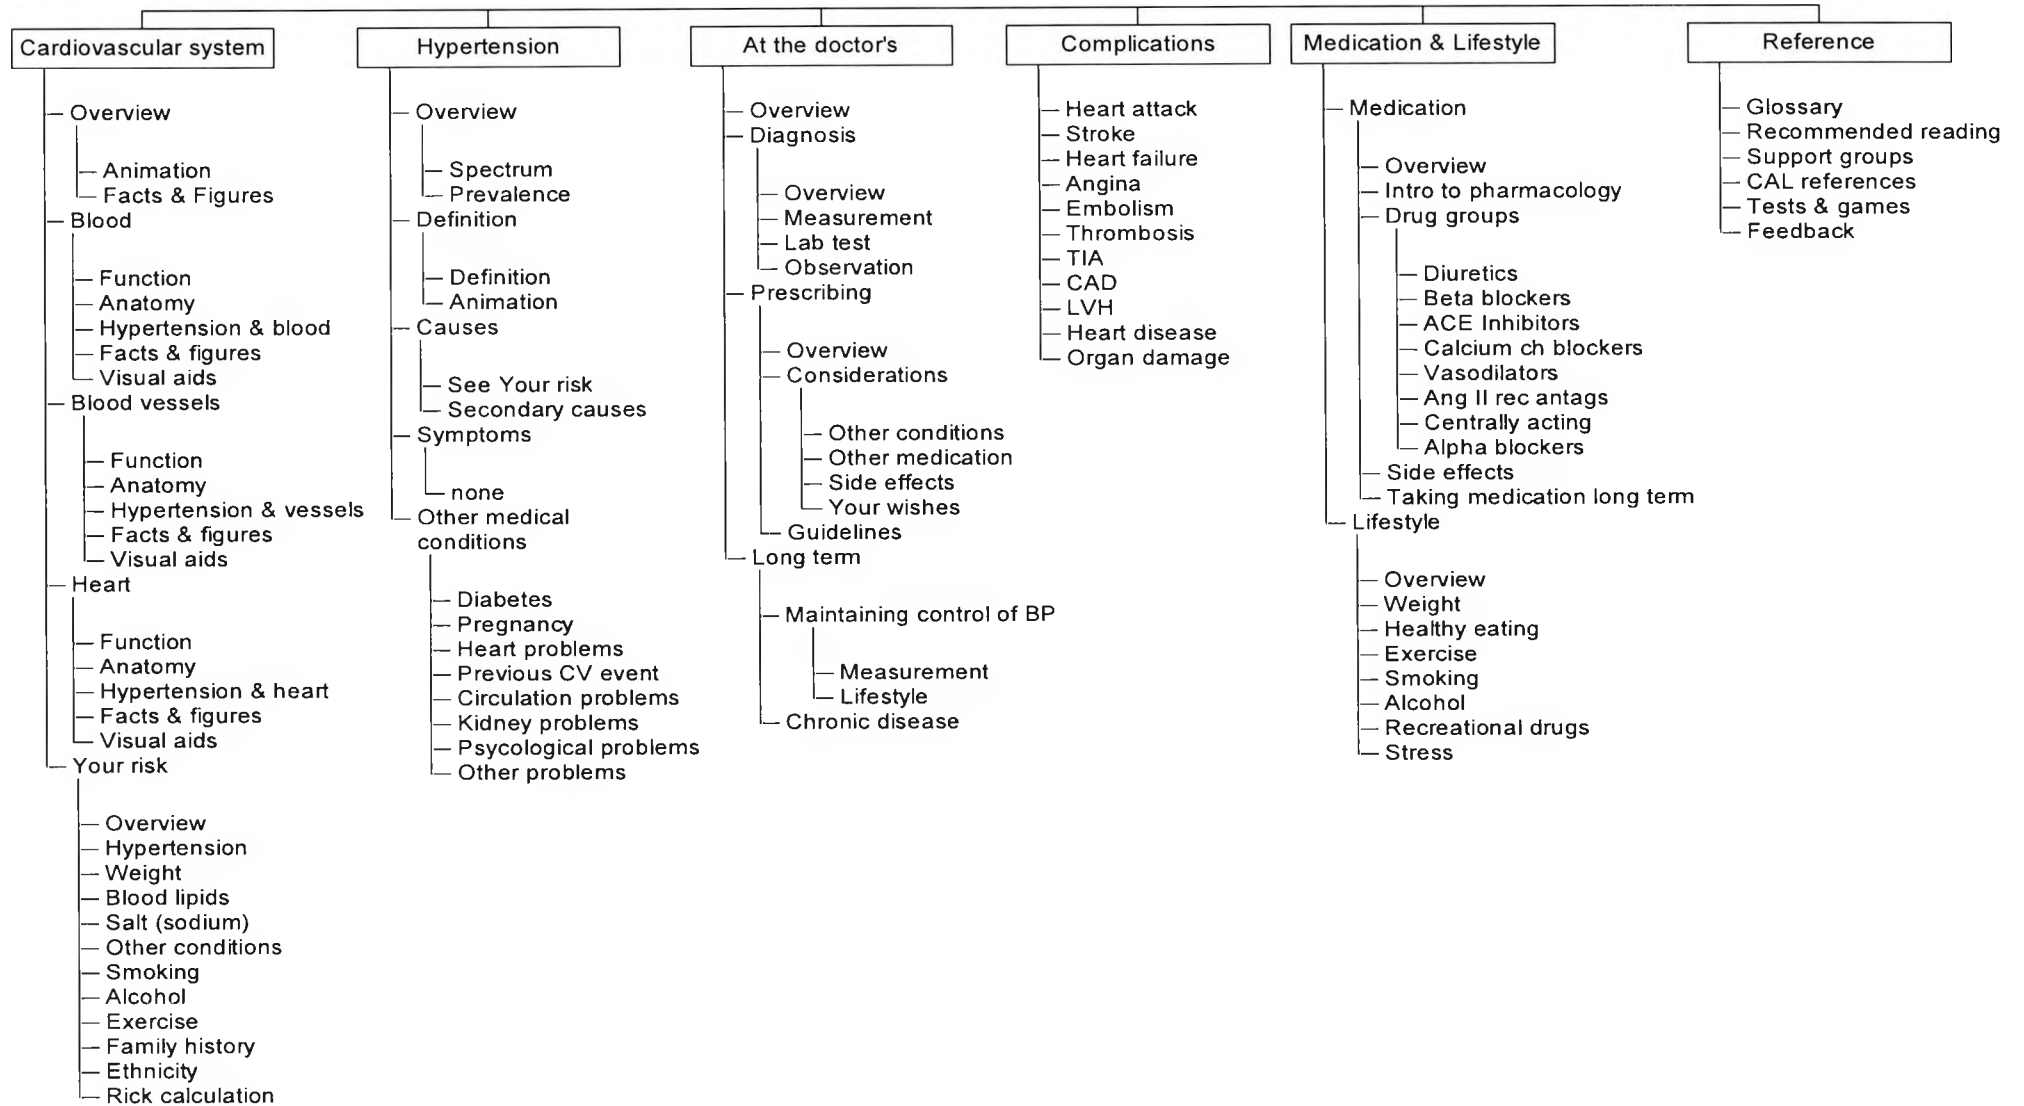 Cardiovascular system
Overview
Animation
Facts & Figures
Blood
Function
Anatomy
Hypertension & blood
Facts & figures
Visual aids
Blood vessels
Function
Anatomy
Hypertension & vessels
Facts & figures
Visual aids
Heart
Function
Anatomy
Hypertension & heart
Facts & figures
Visual aids
Your risk
Overview
Hypertension
Weight
Blood lipids
Salt (sodium)
Other conditions
Smoking
Alcohol
Exercise
Family history
Ethnicity
Rick calculation
Hypertension
Overview
Spectrum
Prevalence
Definition
Definition
Animation
Causes
See Your risk
Secondary causes
Symptoms
none
Other medical
conditions
Diabetes
Pregnancy
Heart problems
Previous CV event
Circulation problems
Kidney problems
Psycological problems
Other problems
At the doctor's
Overview
Diagnosis
Overview
Measurement
Lab test
Observation
Prescribing
Overview
Considerations
Other conditions
Other medication
Side effects
Your wishes
Guidelines
Long term
Maintaining control of BP
Measurement
Lifestyle
Chronic disease
Complications
Heart attack
Stroke
Heart failure
Angina
Embolism
Thrombosis
TIA
CAD
LVH
Heart disease
Organ damage
Medication & Lifestyle
Medication
Overview
Intro to pharmacology
Drug groups
Diuretics
Beta blockers
ACE Inhibitors
Calcium ch blockers
Vasodilators
Ang II rec antags
Centrally acting
Alpha blockers
Side effects
Taking medication long term
Lifestyle
Overview
Weight
Healthy eating
Exercise
Smoking
Alcohol
Recreational drugs
Stress
Reference
Glossary
Recommended reading
Support groups
CAL references
Tests & games
Feedback